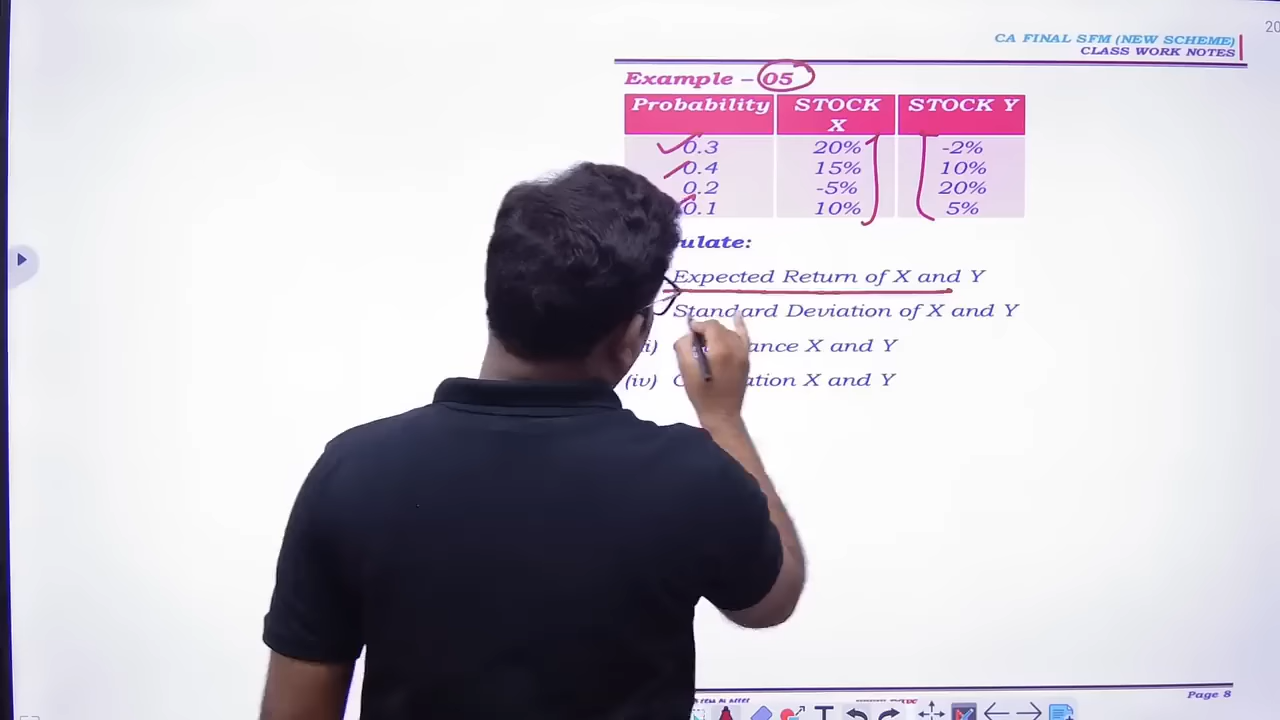 20
CA FINAL SFM (NEW SCHEME)
CLASS WORK NOTES
Example – 05
Probability STOCK X STOCK Y
0.3 20% -2%
0.4 15% 10%
0.2 -5% 20%
0.1 10% 5%
ulate:
Expected Return of X and Y
Standard Deviation of X and Y
i) ance X and Y
(iv) ation X and Y
Page 8